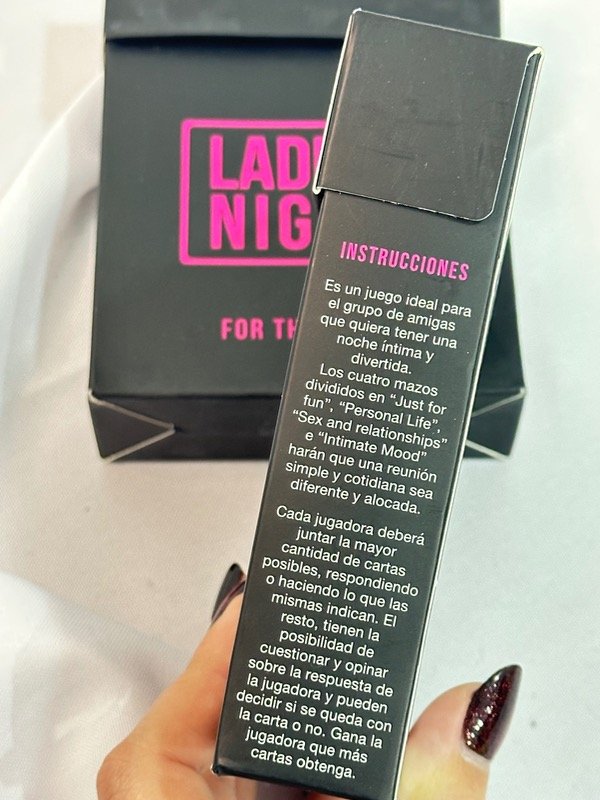 LAD
NIG
FOR TH
INSTRUCCIONES
Es un juego ideal para
el grupo de amigas
que quiera tener una
noche íntima y
divertida.
Los cuatro mazos
divididos en “Just for
fun”, “Personal Life”,
“Sex and relationships”
e “Intimate Mood”
harán que una reunión
simple y cotidiana sea
diferente y alocada.
Cada jugadora deberá
juntar la mayor
cantidad de cartas
posibles, respondiendo
o haciendo lo que las
mismas indican. El
resto, tienen la
posibilidad de
cuestionar y opinar
sobre la respuesta de
la jugadora y pueden
decidir si se queda con
la carta o no. Gana la
jugadora que más
cartas obtenga.